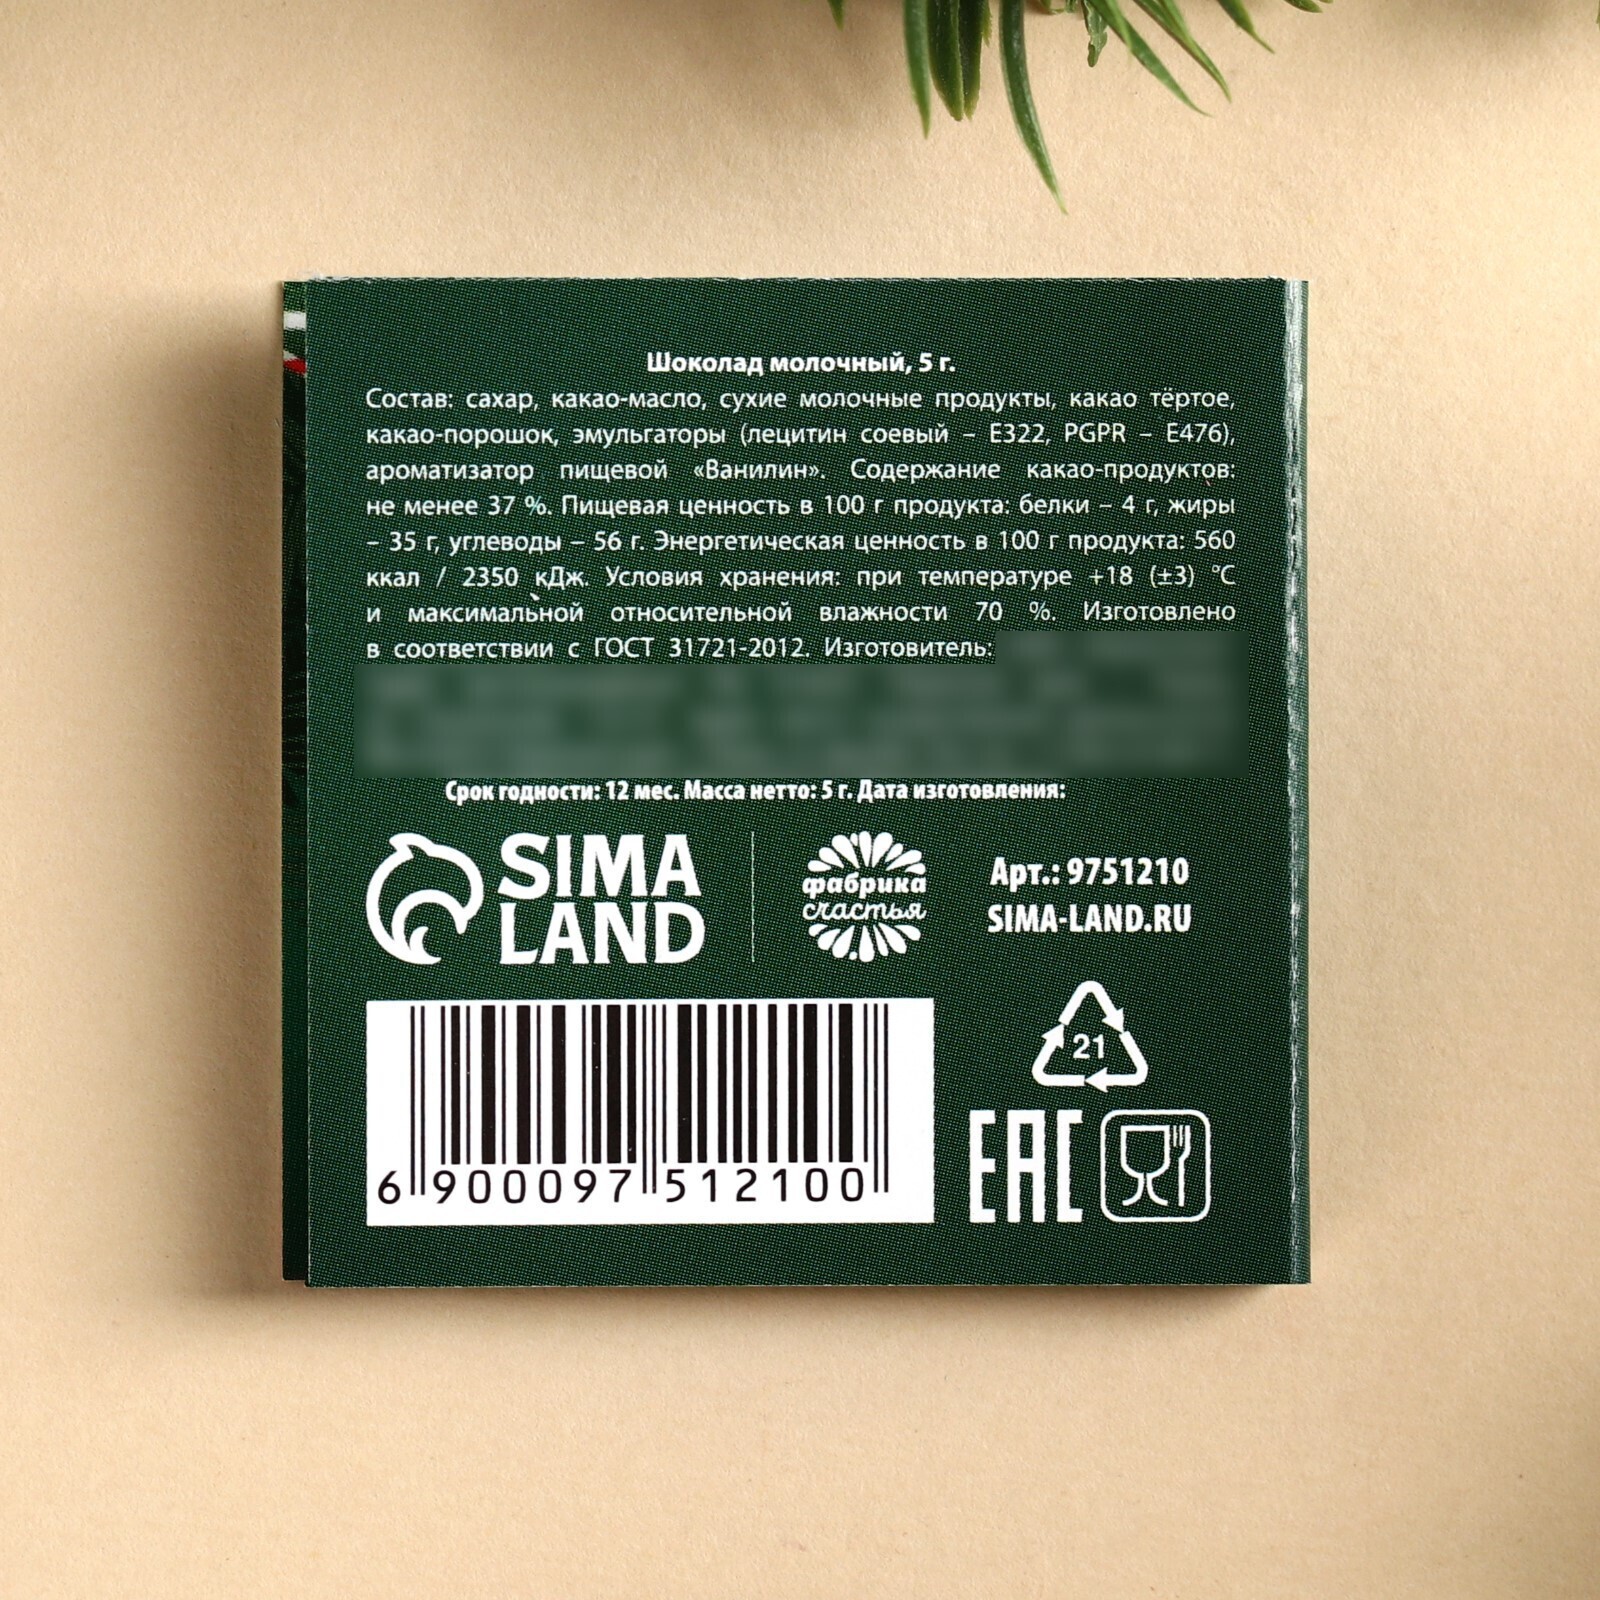 Шоколад молочный, 5 г.
Состав: сахар, какао-масло, сухие молочные продукты, какао тёртое,
какао-порошок, эмульгаторы (лецитин соевый – Е322, PGPR – Е476),
ароматизатор пищевой «Ванилин». Содержание какао-продуктов:
не менее 37 %. Пищевая ценность в 100 г продукта: белки – 4 г, жиры
– 35 г, углеводы – 56 г. Энергетическая ценность в 100 г продукта: 560
ккал / 2350 кДж. Условия хранения: при температуре +18 (±3) °С
и максимальной относительной влажности 70 %. Изготовлено
в соответствии с ГОСТ 31721-2012. Изготовитель:
Срок годности: 12 мес. Масса нетто: 5 г. Дата изготовления:
SIMA
LAND
фабрика
счастья
Арт.: 9751210
SIMA-LAND.RU
21
EAC
6 900097 512100